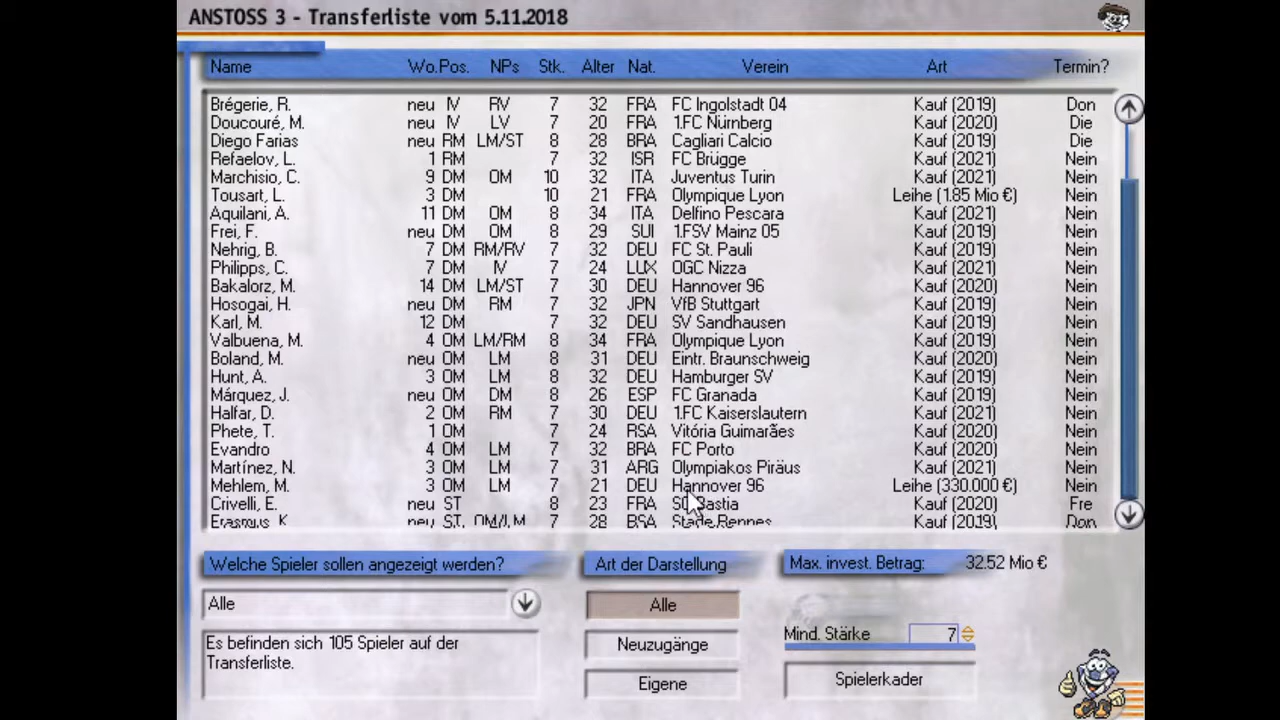 ANSTOSS 3 - Transferliste vom 5.11.2018
Name Wo. Pos. NPs Stk. Alter Nat. Verein Art Termin?
Brégerie, R. neu IV RV 7 32 FRA FC Ingolstadt 04 Kauf (2019) Don
Doucouré, M. neu IV LV 7 20 FRA 1.FC Nürnberg Kauf (2020) Die
Diego Farias neu RM LM/ST 8 28 BRA Cagliari Calcio Kauf (2019) Die
Refaelov, L. 1 RM 7 32 ISR FC Brügge Kauf (2021) Nein
Marchisio, C. 9 DM OM 10 32 ITA Juventus Turin Kauf (2021) Nein
Tousart, L. 3 DM 10 21 FRA Olympique Lyon Leihe (1.85 Mio €) Nein
Aquilani, A. 11 DM OM 8 34 ITA Delfino Pescara Kauf (2021) Nein
Frei, F. neu DM OM 8 29 SUI 1.FSV Mainz 05 Kauf (2019) Nein
Nehrig, B. 7 DM RM/RV 7 32 DEU FC St. Pauli Kauf (2019) Nein
Philipps, C. 7 DM IV 7 24 LUX OGC Nizza Kauf (2021) Nein
Bakalorz, M. 14 DM LM/ST 7 30 DEU Hannover 96 Kauf (2021) Nein
Hosogai, H. neu DM RM 7 32 JPN VfB Stuttgart Kauf (2019) Nein
Karl, M. 12 DM 7 32 DEU SV Sandhausen Kauf (2019) Nein
Valbuena, M. 4 OM LM/RM 8 34 FRA Olympique Lyon Kauf (2019) Nein
Boland, M. neu OM LM 8 31 DEU Eintr. Braunschweig Kauf (2020) Nein
Hunt, A. 3 OM LM 8 32 DEU Hamburger SV Kauf (2019) Nein
Márquez, J. neu OM DM 8 26 ESP FC Granada Kauf (2019) Nein
Halfar, D. 2 OM RM 7 30 DEU 1.FC Kaiserslautern Kauf (2021) Nein
Phete, T. 1 OM 7 24 RSA Vitória Guimarães Kauf (2020) Nein
Evandro 4 OM LM 7 32 BRA FC Porto Kauf (2020) Nein
Martínez, N. 3 OM LM 7 31 ARG Olympiakos Piräus Kauf (2021) Nein
Mehlem, M. 3 OM LM 7 21 DEU Hannover 96 Leihe (330.000 €) Nein
Crivelli, E. neu ST 8 23 FRA SC Bastia Kauf (2020) Fre
Erasmus, K. neu ST. OM/LM 7 28 RSA Stade Rennes Kauf (2019) Don
Welche Spieler sollen angezeigt werden? Art der Darstellung Max. invest. Betrag: 32.52 Mio €
Alle Alle
Mind. Stärke 7
Es befinden sich 105 Spieler auf der Neuzugänge
Transferliste.
Eigene Spielerkader